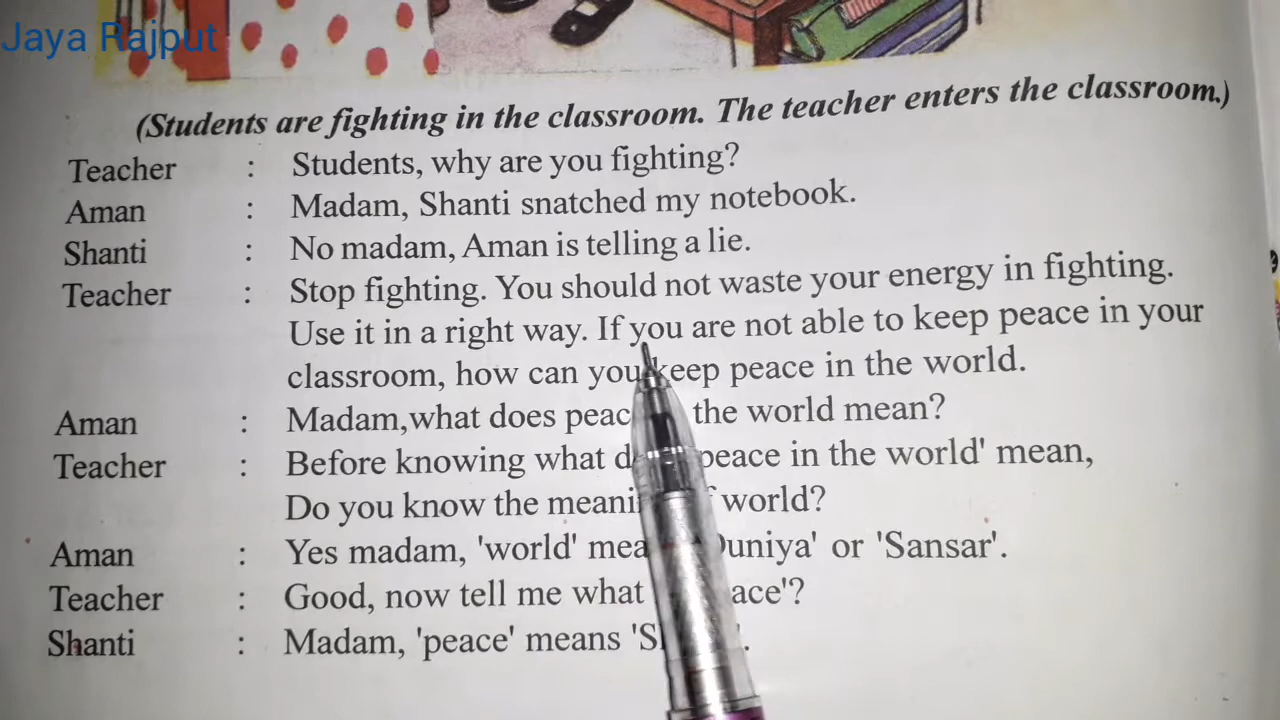 Jaya Rajput
(Students are fighting in the classroom. The teacher enters the classroom.)
Teacher : Students, why are you fighting?
Aman : Madam, Shanti snatched my notebook.
Shanti : No madam, Aman is telling a lie.
Teacher : Stop fighting. You should not waste your energy in fighting.
Use it in a right way. If you are not able to keep peace in your
classroom, how can you keep peace in the world.
Aman : Madam,what does the world mean?
Teacher : Before knowing what peace in the world' mean,
Do you know the world?
Aman : Yes madam, 'world' or 'Sansar'.
Teacher : Good, now tell me what
Shanti : Madam, 'peace' means